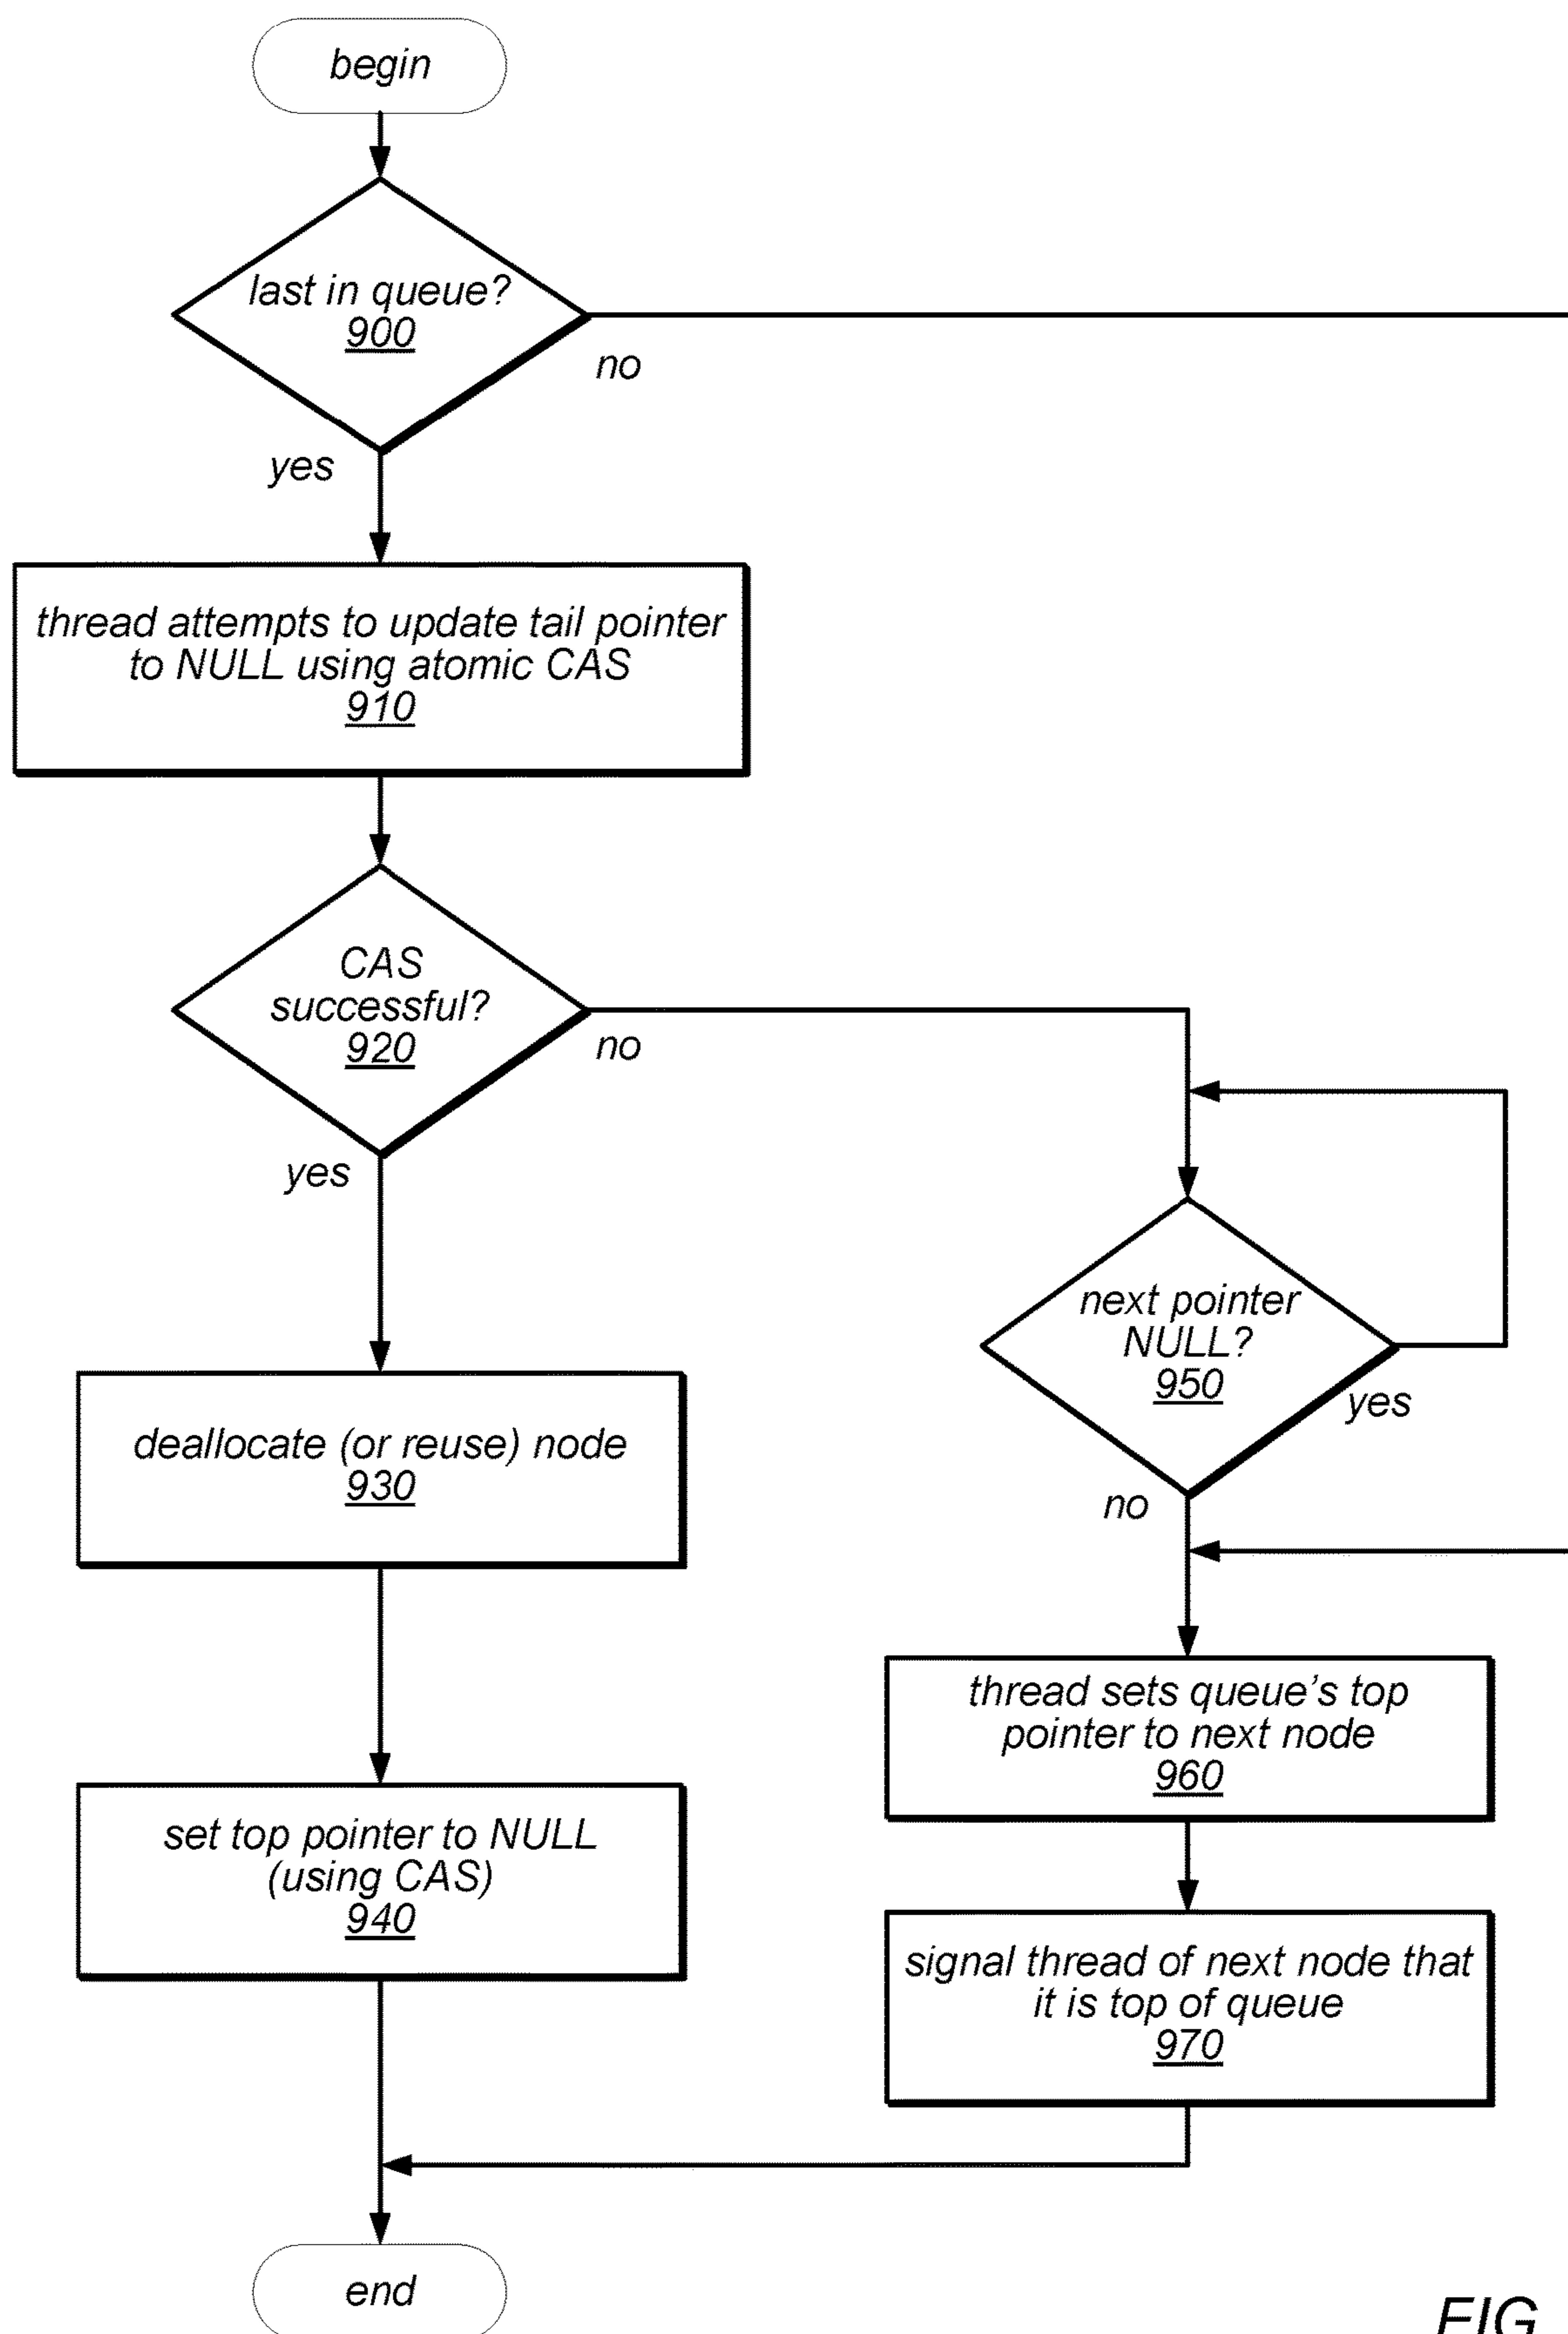 begin
last in queue?
900
no
yes
thread attempts to update tail pointer
to NULL using atomic CAS
910
CAS
successful?
920
no
yes
next pointer
NULL?
950
yes
no
deallocate (or reuse) node
930
thread sets queue's top
pointer to next node
960
set top pointer to NULL
(using CAS)
940
signal thread of next node that
it is top of queue
970
end
FIG